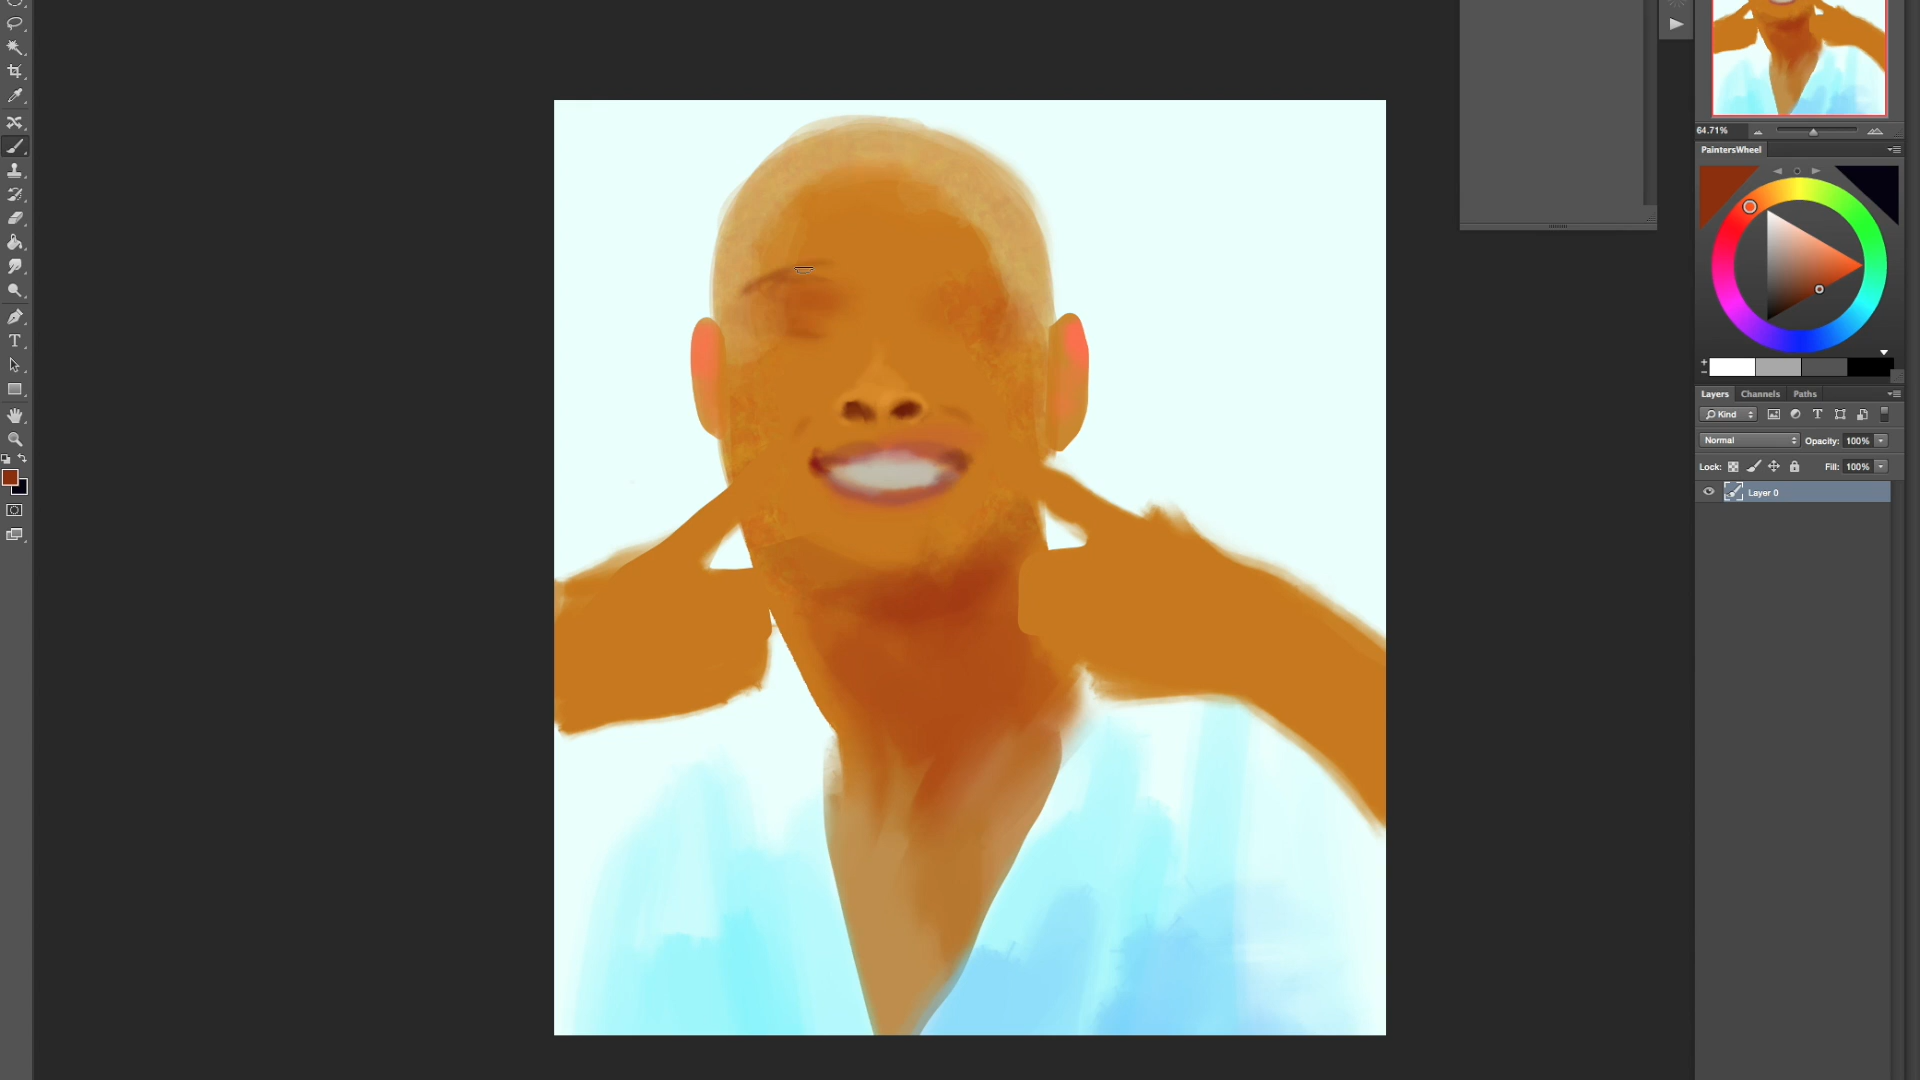 64.71%
PaintersWheel
+
−
Layers Channels Paths
Kind
Normal Opacity: 100%
Lock: Fill: 100%
Layer 0
T